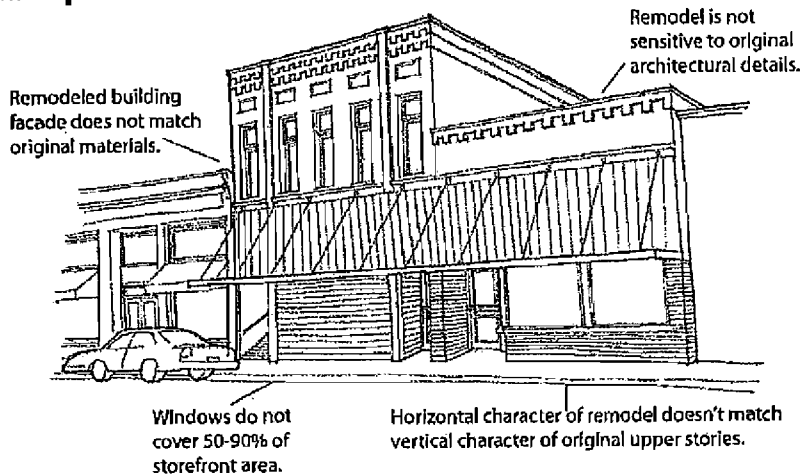 Remodel is not
sensitive to original
architectural details.
Remodeled building
facade does not match
original materials.
Windows do not
cover 50-90% of
storefront area.
Horizontal character of remodel doesn't match
vertical character of original upper stories.